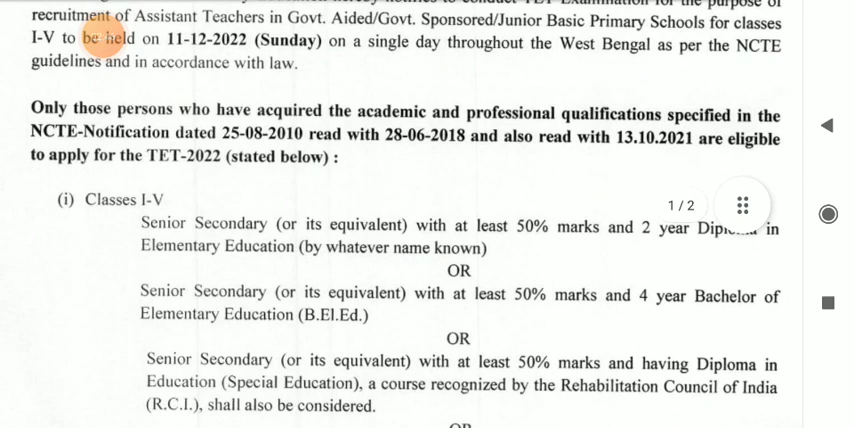 recruitment of Assistant Teachers in Govt. Aided/Govt. Sponsored/Junior Basic Primary Schools for classes
I-V to be held on 11-12-2022 (Sunday) on a single day throughout the West Bengal as per the NCTE
guidelines and in accordance with law.
Only those persons who have acquired the academic and professional qualifications specified in the
NCTE-Notification dated 25-08-2010 read with 28-06-2018 and also read with 13.10.2021 are eligible
to apply for the TET-2022 (stated below) :
(i) Classes I-V
1 / 2
Senior Secondary (or its equivalent) with at least 50% marks and 2 year in
Elementary Education (by whatever name known)
OR
Senior Secondary (or its equivalent) with at least 50% marks and 4 year Bachelor of
Elementary Education (B.El.Ed.)
OR
Senior Secondary (or its equivalent) with at least 50% marks and having Diploma in
Education (Special Education), a course recognized by the Rehabilitation Council of India
(R.C.I.), shall also be considered.